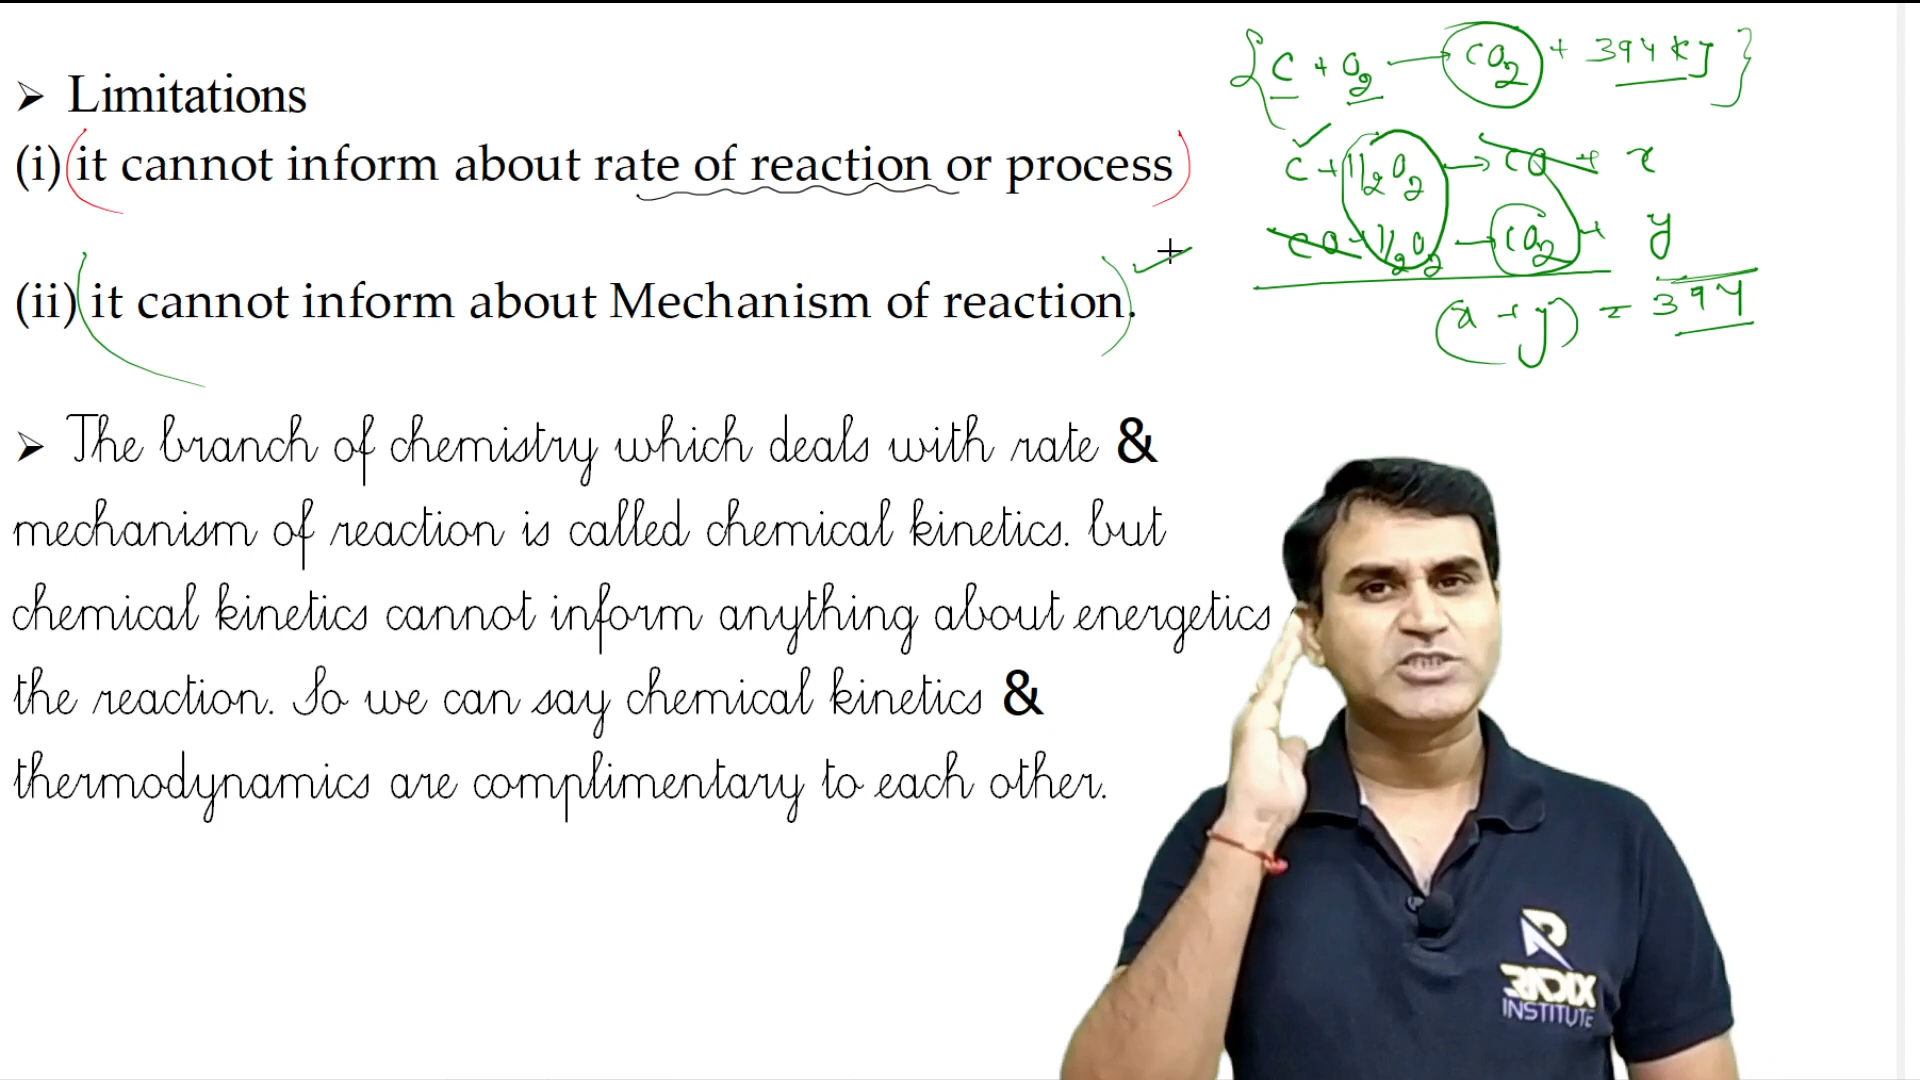 ➢ Limitations
(i) it cannot inform about rate of reaction or process
(ii) it cannot inform about Mechanism of reaction.
➢ The branch of chemistry which deals with rate &
mechanism of reaction is called chemical kinetics. but
chemical kinetics cannot inform anything about energetics
the reaction. So we can say chemical kinetics &
thermodynamics are complimentary to each other.
{C + O₂ → CO₂ + 394 kJ}
C + 1/2 O₂ → CO + x
CO + 1/2 O₂ → CO₂ + y
(x + y) = 394
RADIX
INSTITUTE